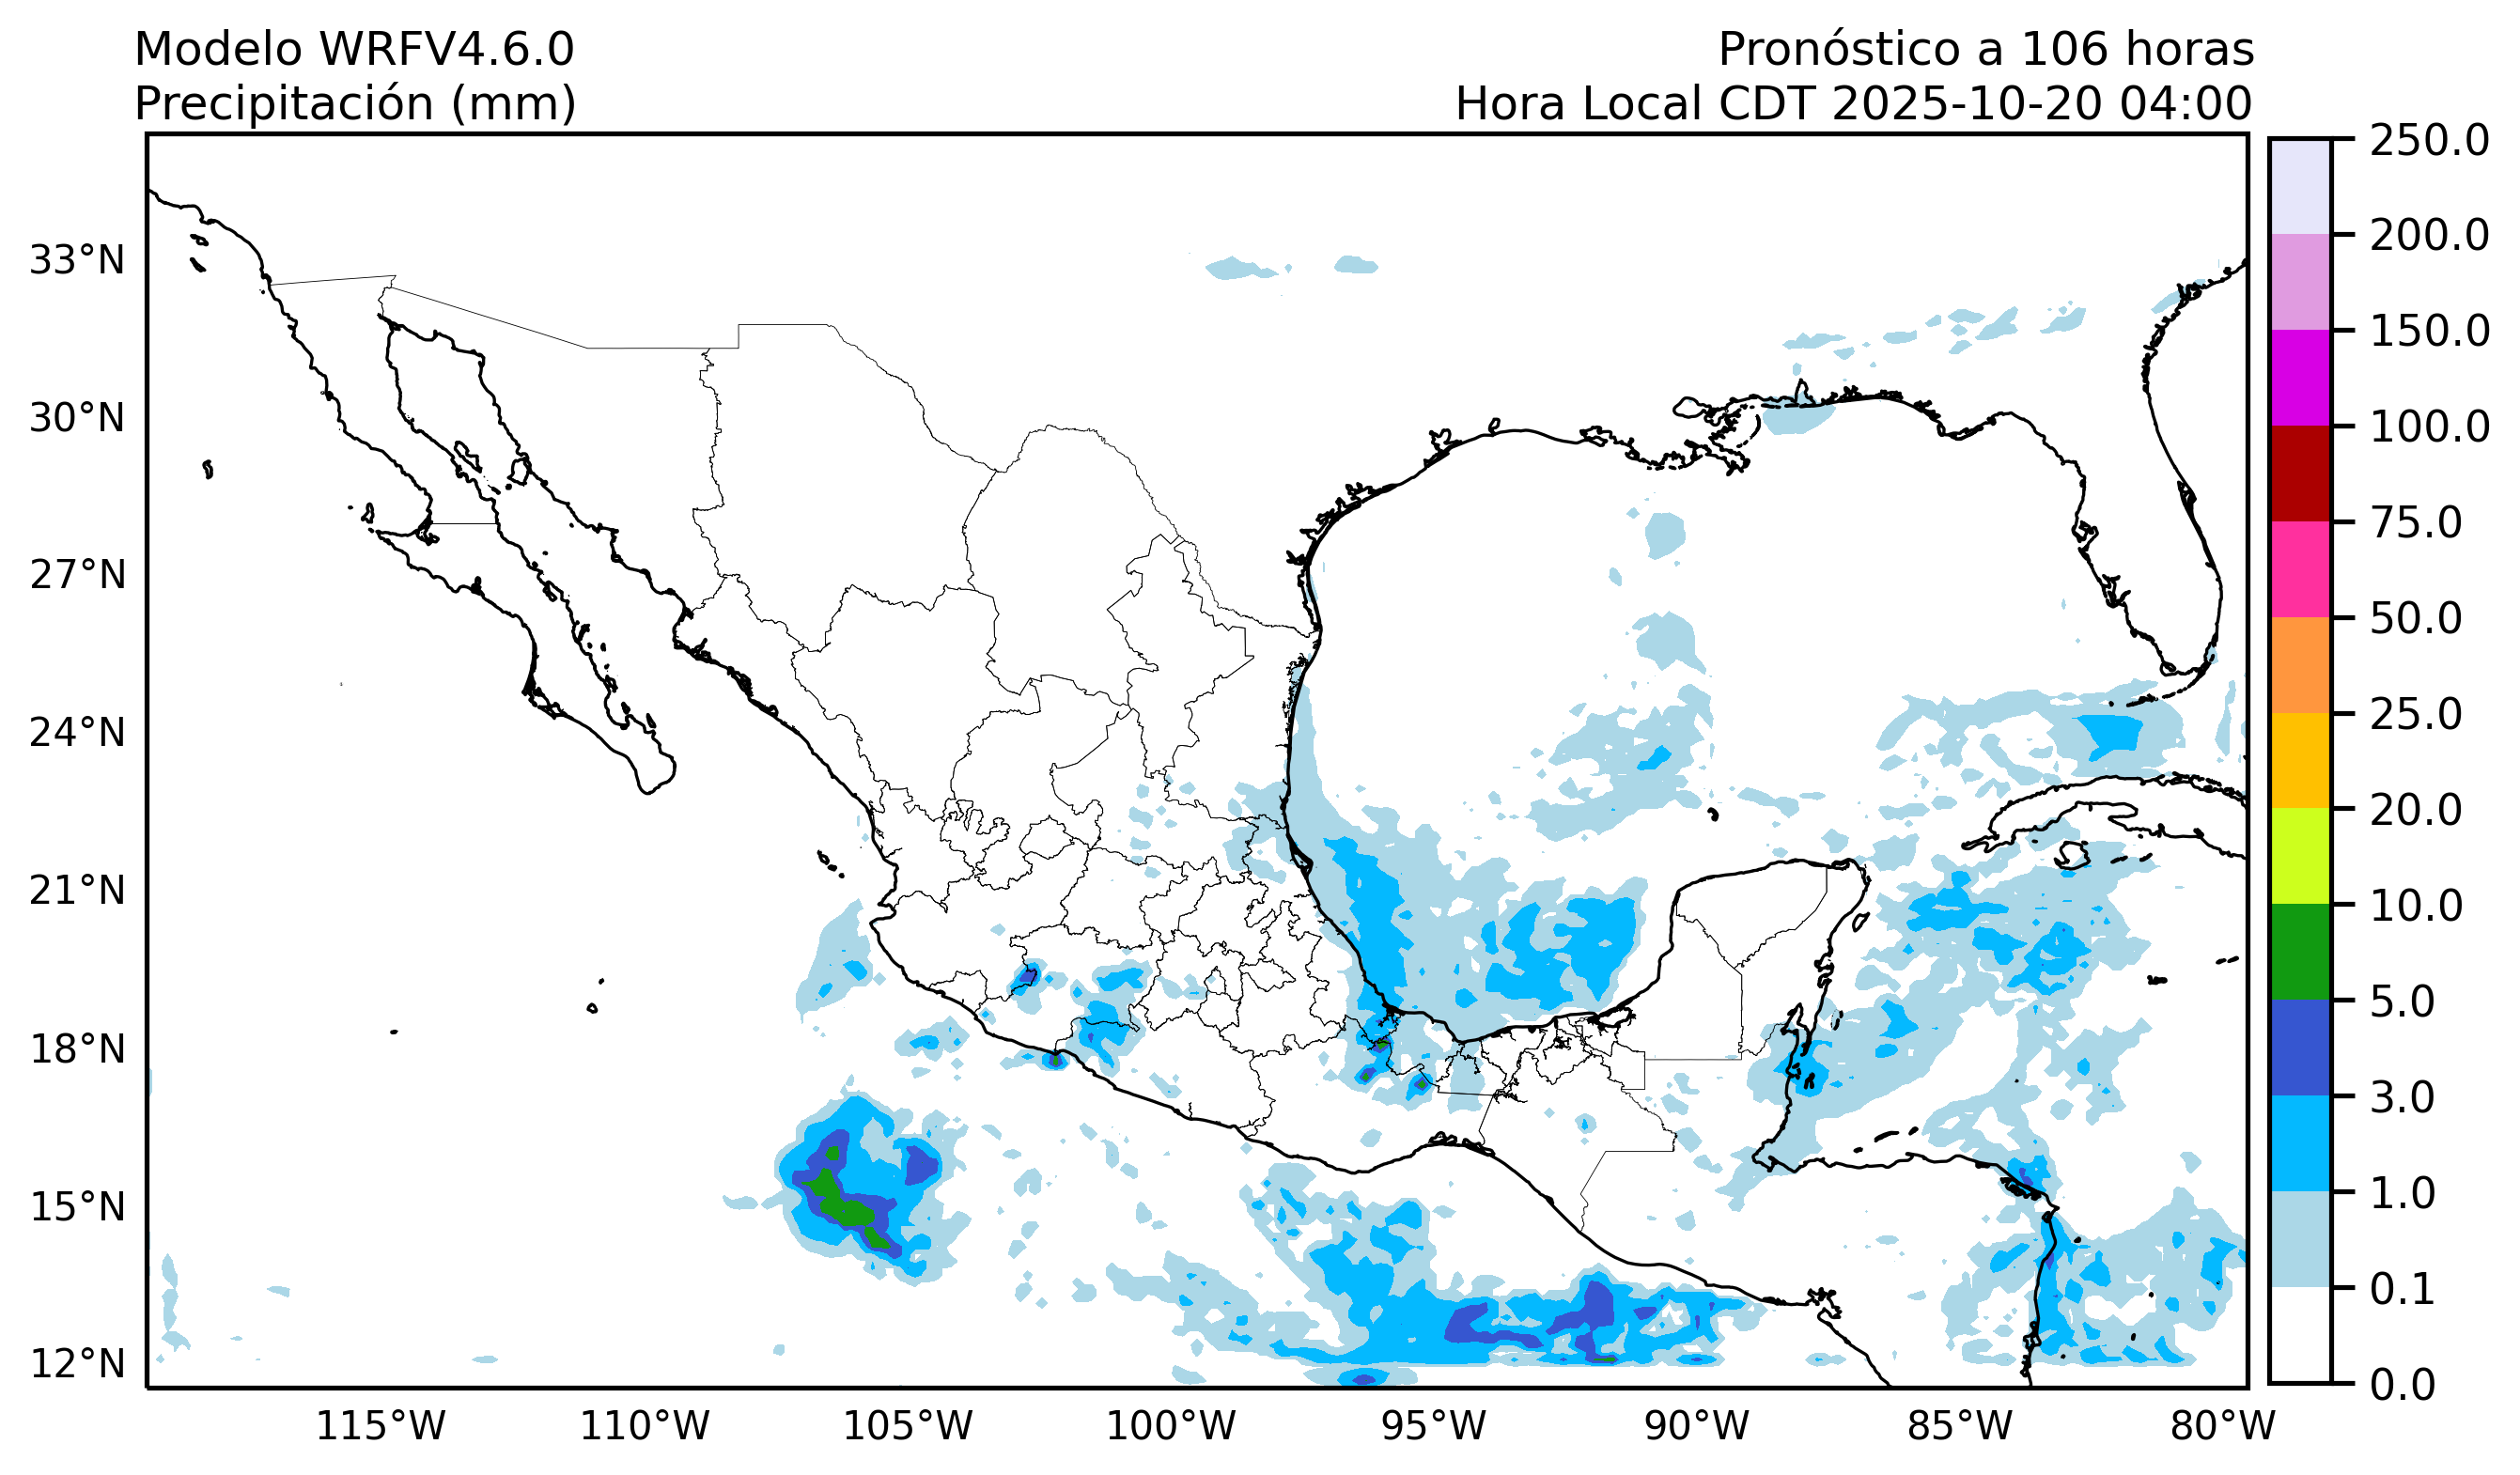 Modelo WRFV4.6.0
Precipitación (mm)
Pronóstico a 106 horas
Hora Local CDT 2025-10-20 04:00
33°N
30°N
27°N
24°N
21°N
18°N
15°N
12°N
115°W
110°W
105°W
100°W
95°W
90°W
85°W
80°W
250.0
200.0
150.0
100.0
75.0
50.0
25.0
20.0
10.0
5.0
3.0
1.0
0.1
0.0